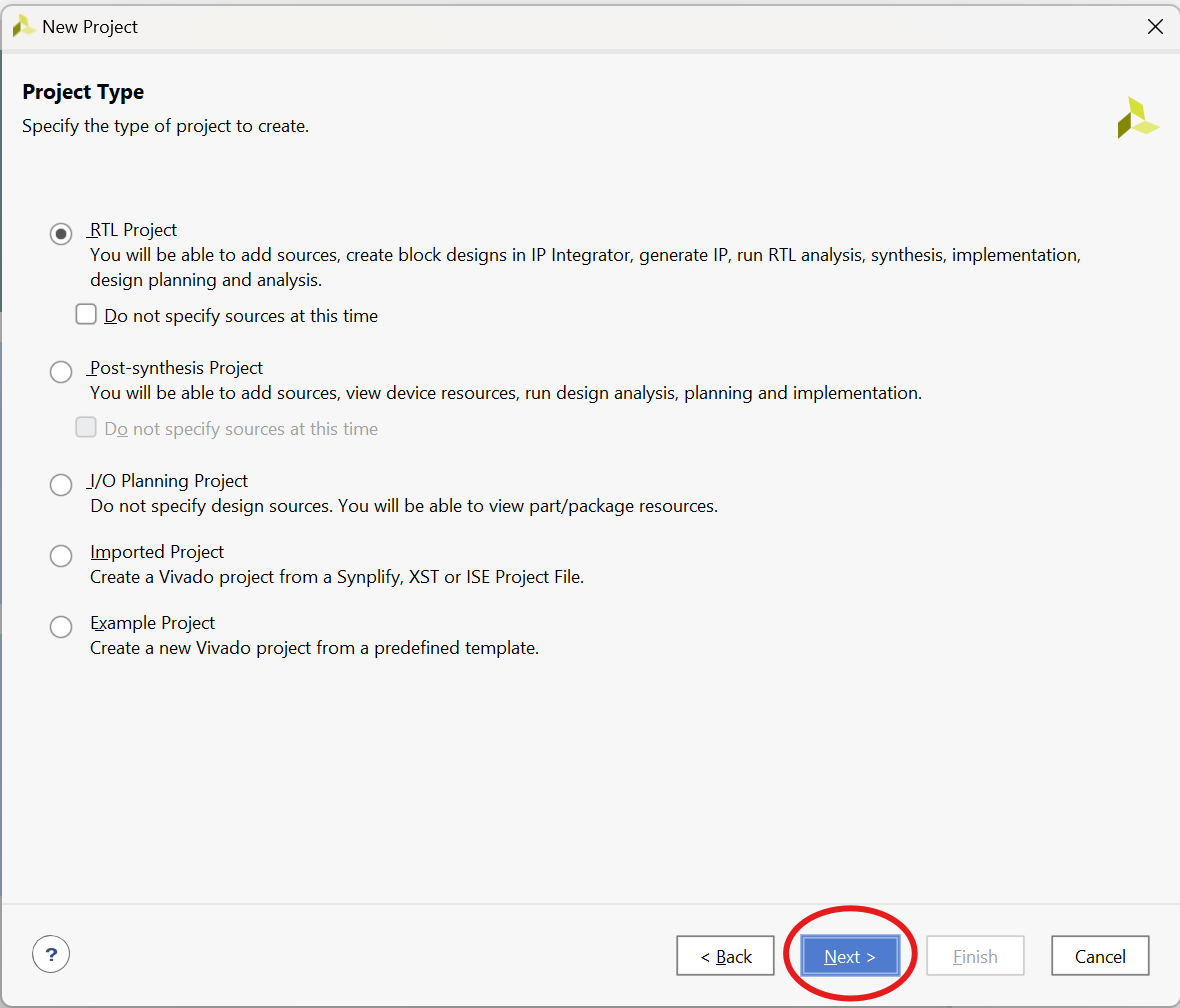 New Project
Project Type
Specify the type of project to create.
RTL Project
You will be able to add sources, create block designs in IP Integrator, generate IP, run RTL analysis, synthesis, implementation,
design planning and analysis.
Do not specify sources at this time
Post-synthesis Project
You will be able to add sources, view device resources, run design analysis, planning and implementation.
Do not specify sources at this time
I/O Planning Project
Do not specify design sources. You will be able to view part/package resources.
Imported Project
Create a Vivado project from a Synplify, XST or ISE Project File.
Example Project
Create a new Vivado project from a predefined template.
? < Back Next > Finish Cancel